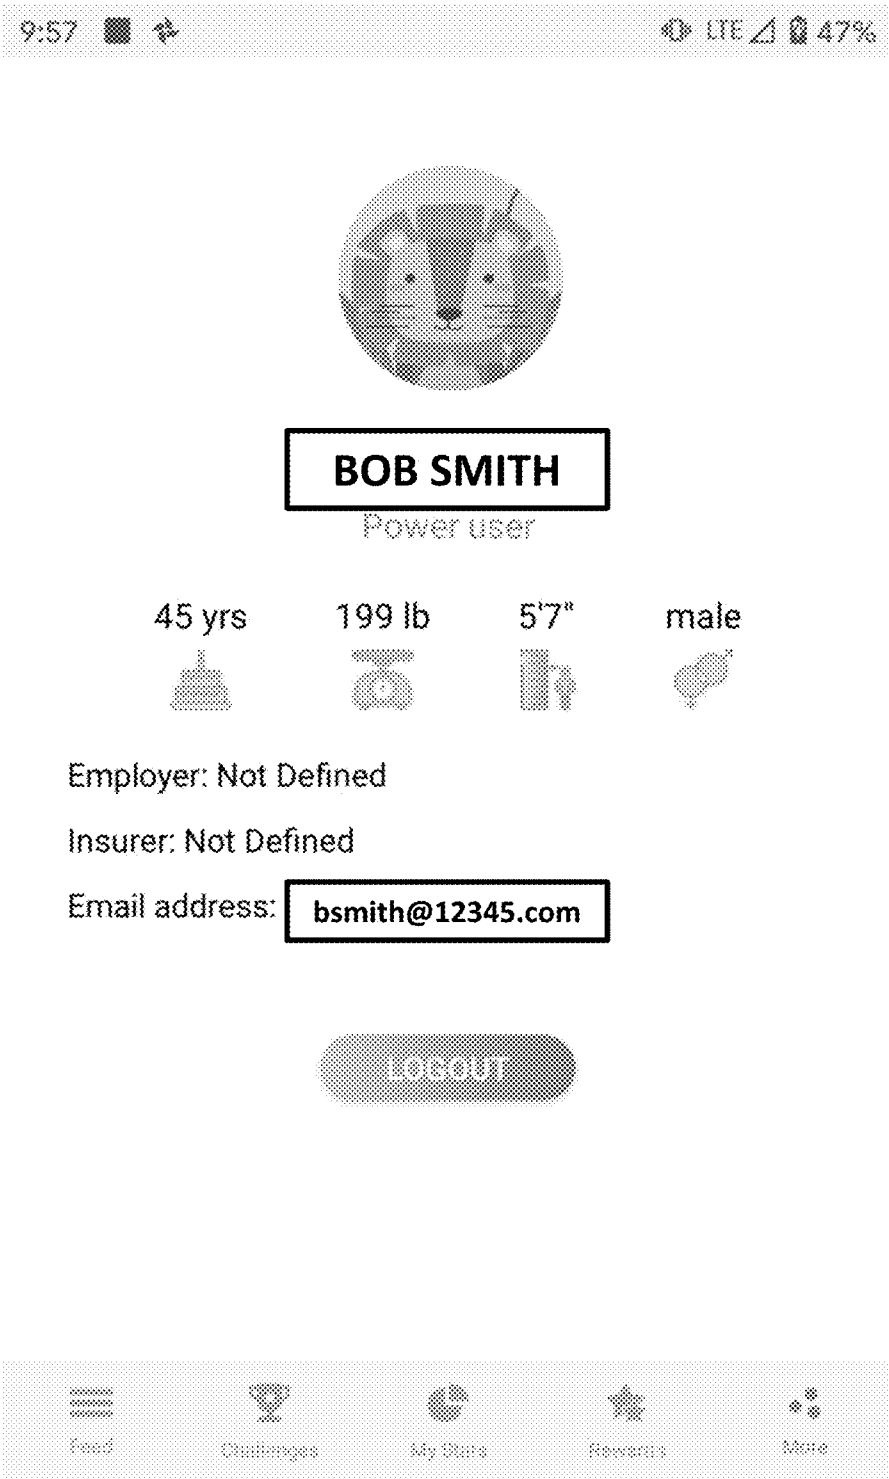 9:57 LTE 47%
BOB SMITH
Power user
45 yrs 199 lb 5'7" male
Employer: Not Defined
Insurer: Not Defined
Email address: bsmith@12345.com
LOGOUT
Feed Challenges My Stats Rewards More